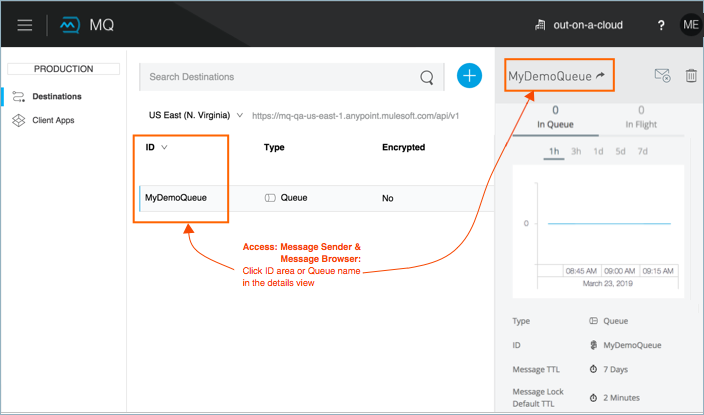 MQ
out-on-a-cloud
?
ME
PRODUCTION
Destinations
Client Apps
Search Destinations
US East (N. Virginia) https://mq-qa-us-east-1.anypoint.mulesoft.com/api/v1
ID Type Encrypted
MyDemoQueue Queue No
Access: Message Sender &
Message Browser:
Click ID area or Queue name
in the details view
MyDemoQueue
0 0
In Queue In Flight
1h 3h 1d 5d 7d
0
08:45 AM 09:00 AM 09:15 AM
March 23, 2019
Type Queue
ID MyDemoQueue
Message TTL 7 Days
Message Lock
Default TTL 2 Minutes